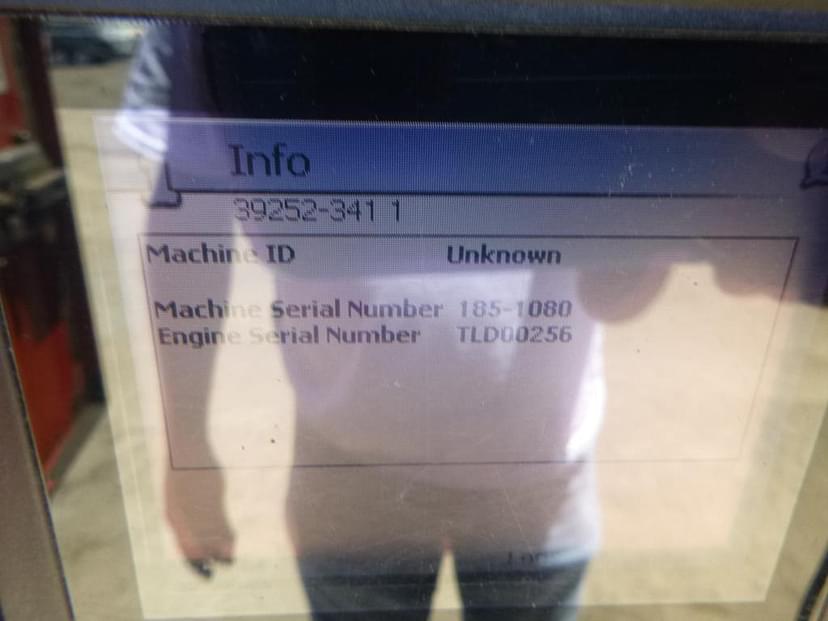 Info
39252-341 1
Machine ID Unknown
Machine Serial Number 185-1080
Engine Serial Number TLD00256